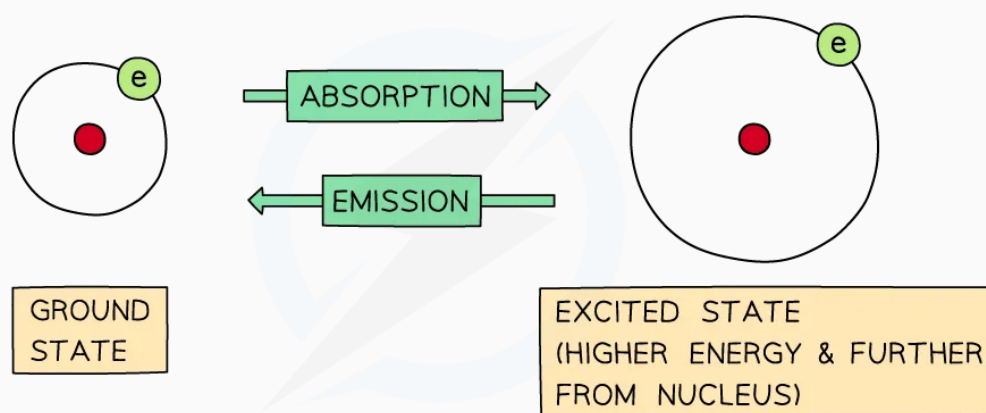 e
e
ABSORPTION
EMISSION
GROUND
STATE
EXCITED STATE
(HIGHER ENERGY & FURTHER
FROM NUCLEUS)